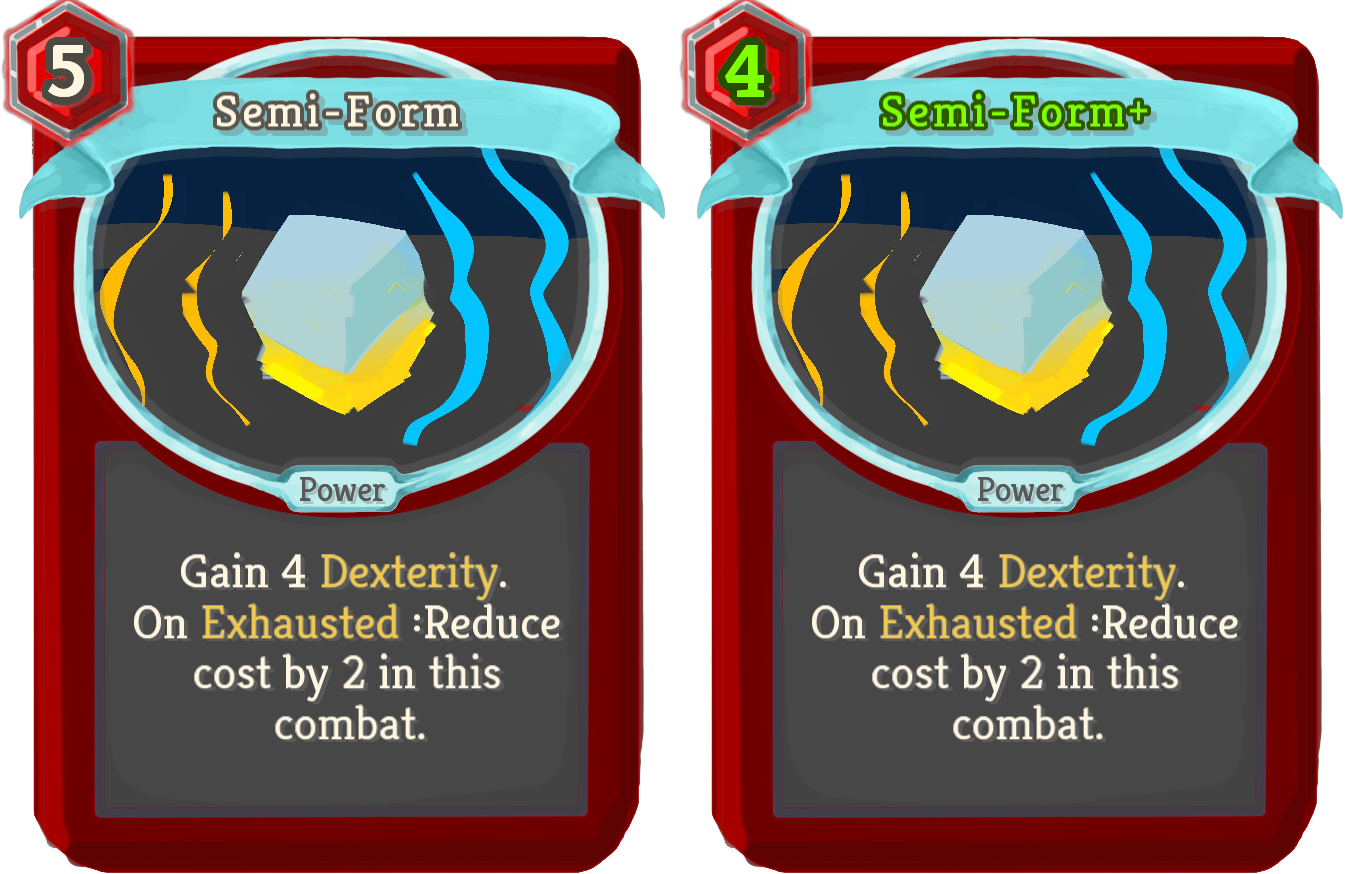 5
Semi-Form
Power
Gain 4 Dexterity.
On Exhausted :Reduce
cost by 2 in this
combat.
4
Semi-Form+
Power
Gain 4 Dexterity.
On Exhausted :Reduce
cost by 2 in this
combat.